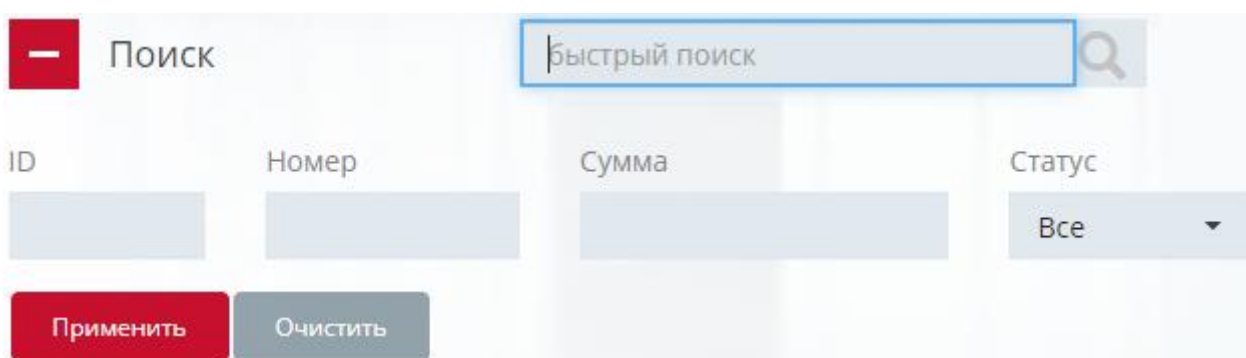 Поиск быстрый поиск
ID Номер Сумма Статус
Все
Применить Очистить